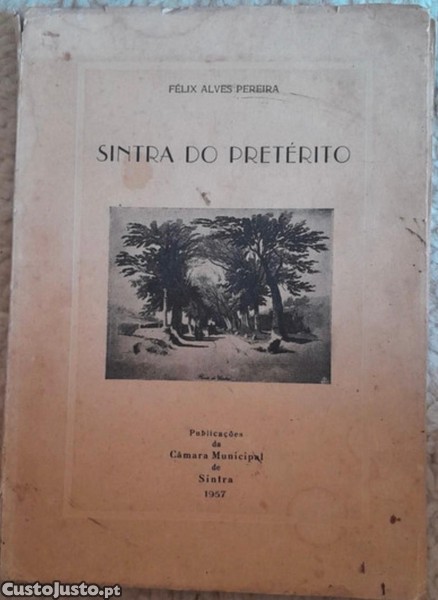 FÉLIX ALVES PEREIRA
SINTRA DO PRETÉRITO
Publicações
da
Câmara Municipal
de
Sintra
1957
CustoJusto.pt